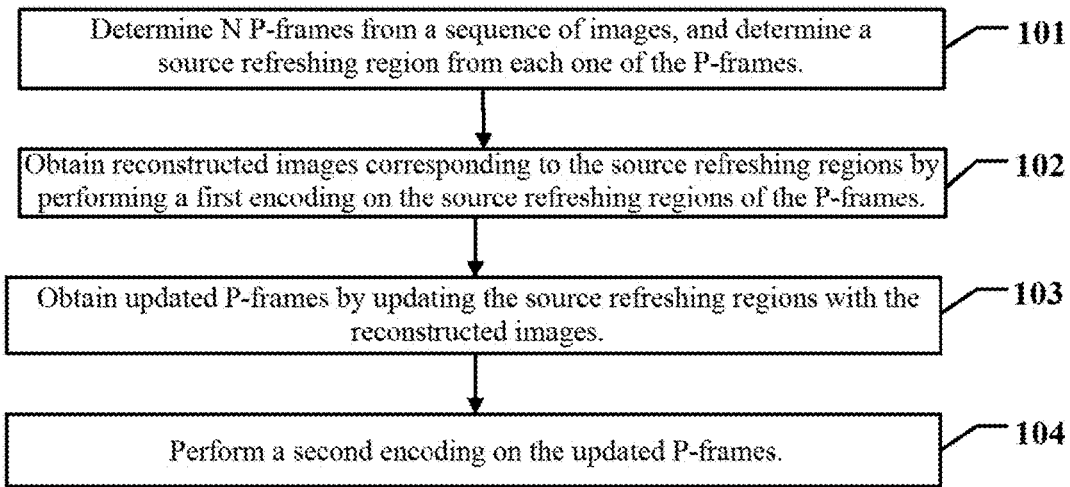 Determine N P-frames from a sequence of images, and determine a
source refreshing region from each one of the P-frames.
101
Obtain reconstructed images corresponding to the source refreshing regions by
performing a first encoding on the source refreshing regions of the P-frames.
102
Obtain updated P-frames by updating the source refreshing regions with the
reconstructed images.
103
Perform a second encoding on the updated P-frames.
104